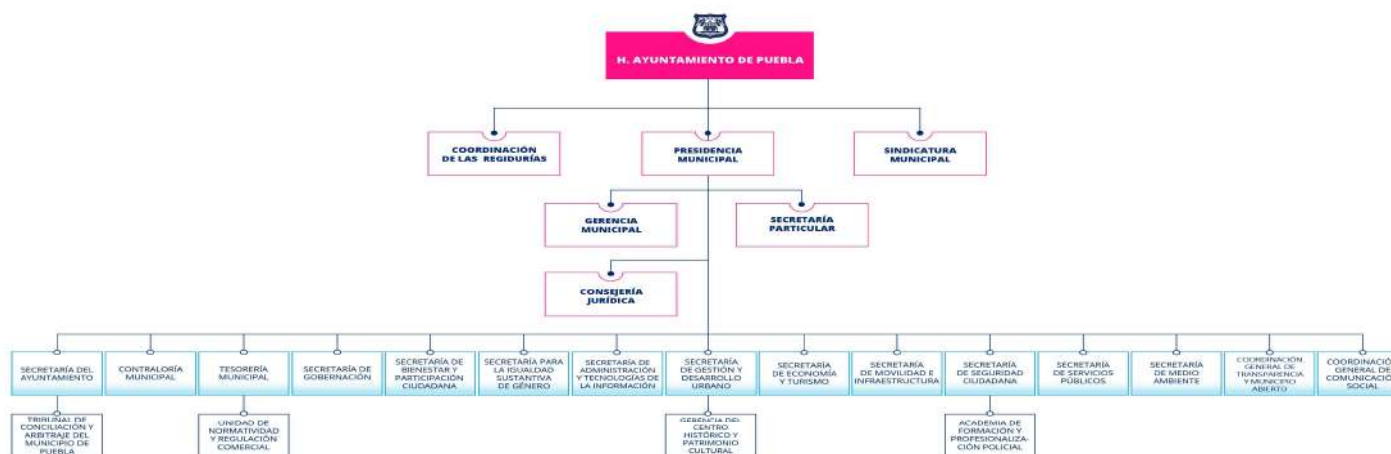 H. AYUNTAMIENTO DE PUEBLA
COORDINACIÓN
DE LAS REGIDURÍAS
PRESIDENCIA
MUNICIPAL
SINDICATURA
MUNICIPAL
GERENCIA
MUNICIPAL
SECRETARÍA
PARTICULAR
CONSEJERÍA
JURÍDICA
SECRETARÍA DEL
AYUNTAMIENTO
CONTRALORÍA
MUNICIPAL
TESORERÍA
MUNICIPAL
SECRETARÍA DE
GOBERNACIÓN
SECRETARÍA DE
BIENESTAR Y
PARTICIPACIÓN
CIUDADANA
SECRETARÍA PARA
LA IGUALDAD
SUSTANTIVA
DE GÉNERO
SECRETARÍA DE
ADMINISTRACIÓN
Y TECNOLOGÍAS DE
LA INFORMACIÓN
SECRETARÍA
DE GESTIÓN Y
DESARROLLO
URBANO
SECRETARÍA
DE ECONOMÍA
Y TURISMO
SECRETARÍA
DE MOVILIDAD E
INFRAESTRUCTURA
SECRETARÍA
DE SEGURIDAD
CIUDADANA
SECRETARÍA
DE SERVICIOS
PÚBLICOS
SECRETARÍA
DE MEDIO
AMBIENTE
COORDINACIÓN
GENERAL DE
TRANSPARENCIA
Y MUNICIPIO
ABIERTO
COORDINACIÓN
GENERAL DE
COMUNICACIÓN
SOCIAL
TRIBUNAL DE
CONCILIACIÓN Y
ARBITRAJE DEL
MUNICIPIO DE
PUEBLA
UNIDAD DE
NORMATIVIDAD
Y REGULACIÓN
COMERCIAL
GERENCIA DEL
CENTRO
HISTÓRICO Y
PATRIMONIO
CULTURAL
ACADEMIA DE
FORMACIÓN Y
PROFESIONALIZA-
CIÓN POLICIAL